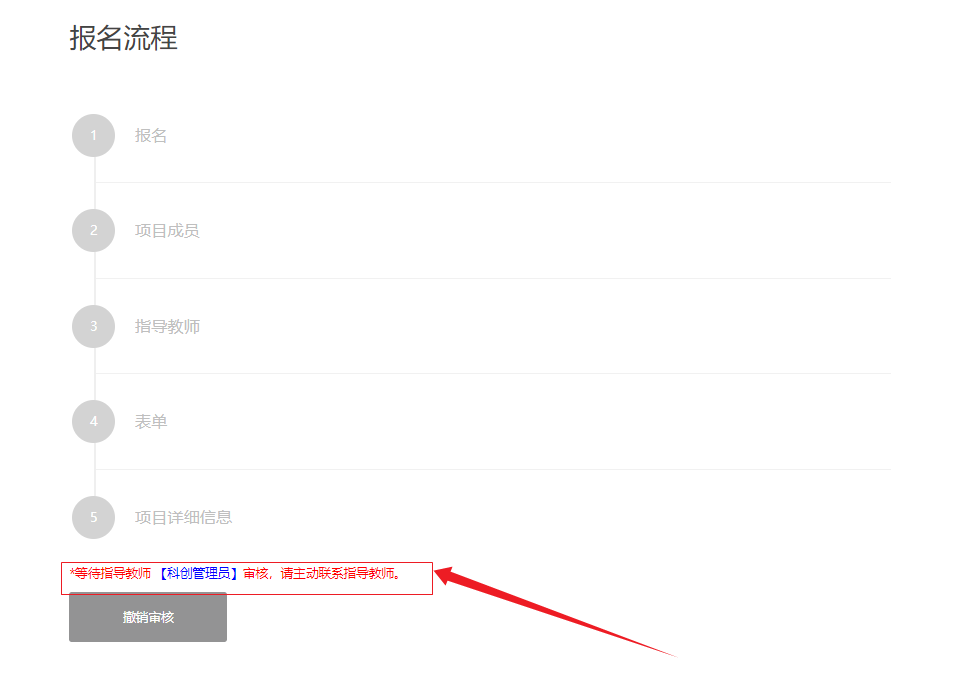 报名流程
1 报名
2 项目成员
3 指导教师
4 表单
5 项目详细信息
*等待指导教师【科创管理员】审核，请主动联系指导教师。
撤销审核